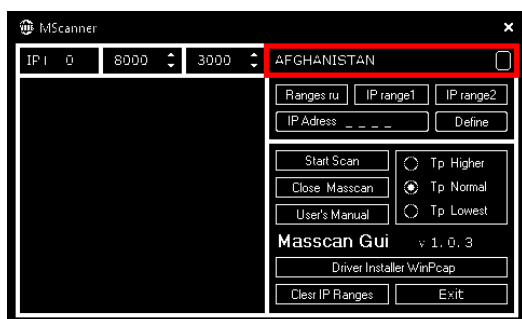 MScanner
IP! 0 8000 3000 AFGHANISTAN
Ranges ru IP range1 IP range2
IP Adress _ _ _ _ Define
Start Scan Tp Higher
Close Masscan Tp Normal
User's Manual Tp Lowest
Masscan Gui v 1.0.3
Driver Installer WinPcap
Clesr IP Ranges Exit